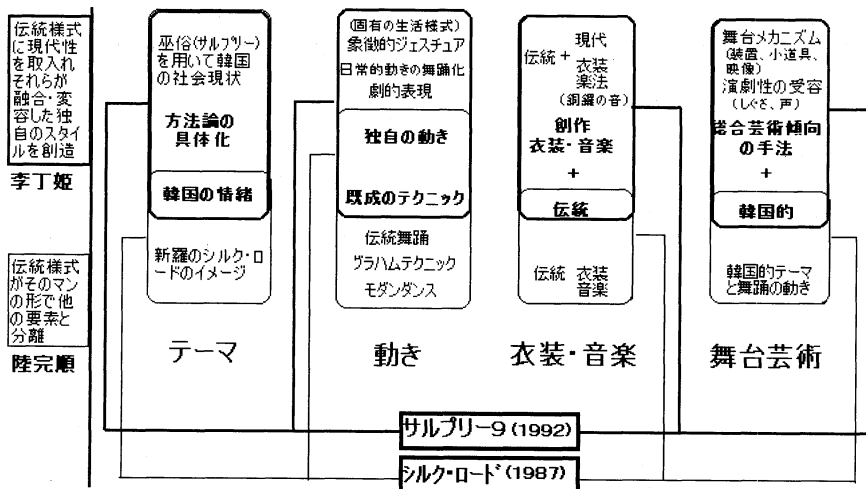 伝統様式
に現代性
を取入れ
それらが
融合・変
容した独
自のスタイ
ルを創造
李丁姫
伝統様式
がそのマン
の形で他
の要素と
分離
陸完順
巫俗(サルプリー)
を用いて韓国
の社会現状
方法論の
具体化
韓国の情緒
新羅のシルク・ロ
ードのイメージ
テーマ
(固有の生活様式)
象徴的ジェスチュア
日常的動きの舞踊化
劇的表現
独自の動き
既成のテクニック
伝統舞踊
グラハムテクニック
モダンダンス
動き
現代
伝統+
衣装
楽法
(銅鑼の音)
創作
衣装・音楽
+
伝統
伝統 衣装
音楽
衣装・音楽
舞台メカニズム
(装置、小道具、
映像)
演劇性の受容
(しぐさ、声)
総合芸術傾向
の手法
+
韓国的
韓国的テーマ
と舞踊の動き
舞台芸術
サルプリー9(1992)
シルク・ロード(1987)